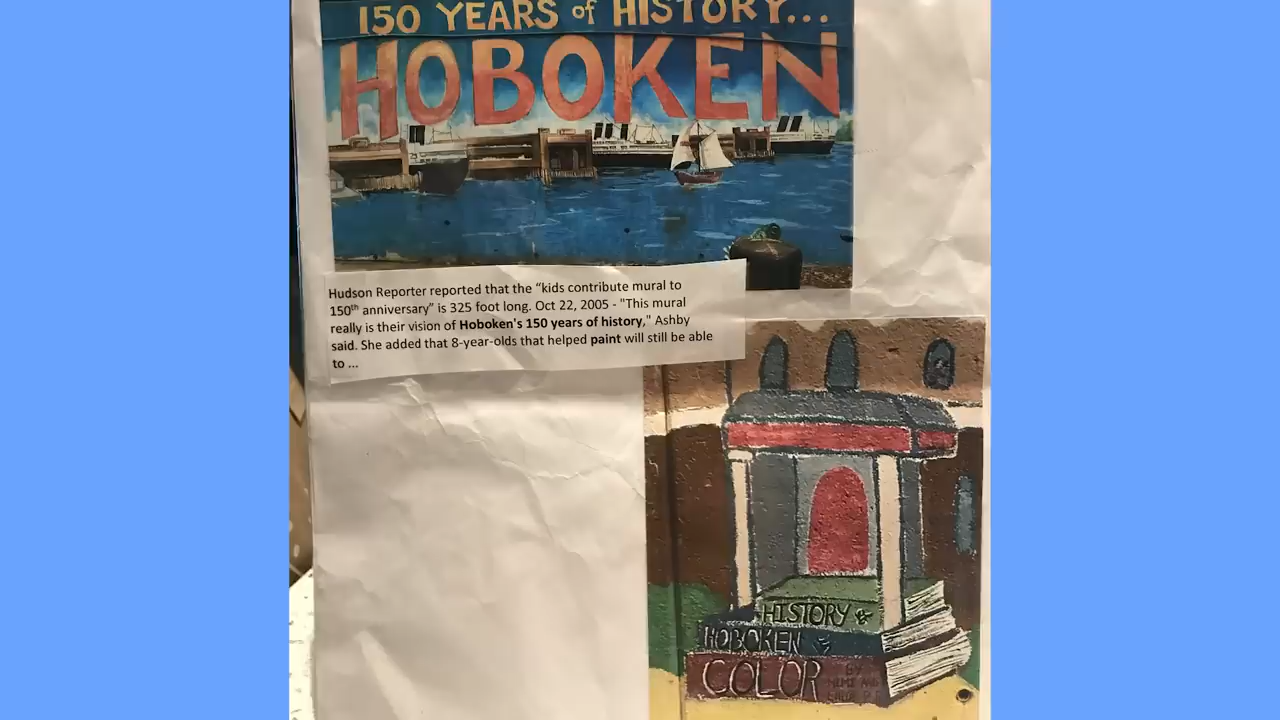 150 YEARS of HISTORY...
HOBOKEN
Hudson Reporter reported that the “kids contribute mural to
150th anniversary” is 325 foot long. Oct 22, 2005 - "This mural
really is their vision of Hoboken's 150 years of history," Ashby
said. She added that 8-year-olds that helped paint will still be able
to ...
HISTORY
HOBOKEN
COLOR
BY